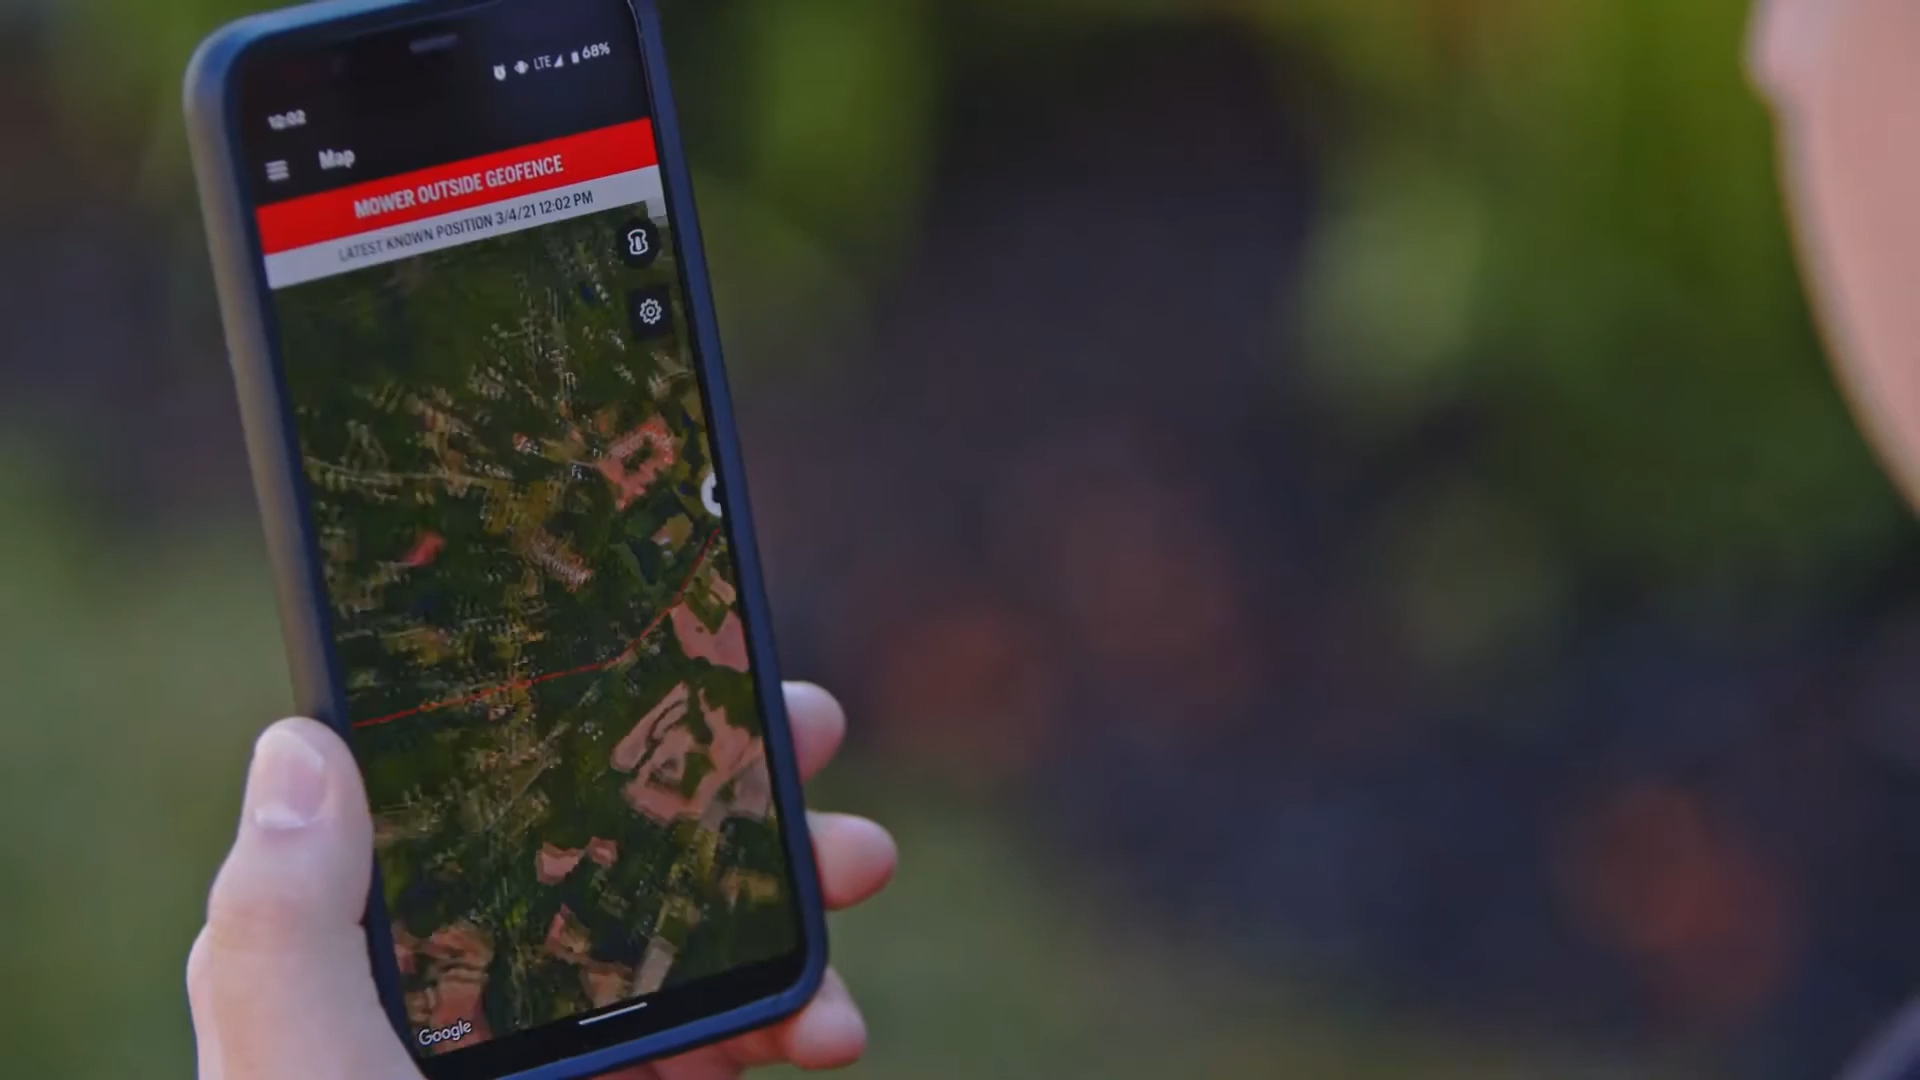 LTE 68%
12:02
Map
MOWER OUTSIDE GEOFENCE
LATEST KNOWN POSITION 3/4/21 12:02 PM
Google